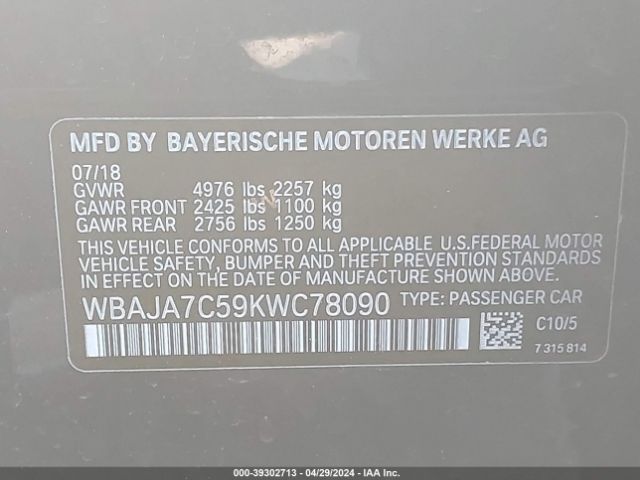 MFD BY BAYERISCHE MOTOREN WERKE AG
07/18
GVWR 4976 lbs 2257 kg
GAWR FRONT 2425 lbs 1100 kg
GAWR REAR 2756 lbs 1250 kg
THIS VEHICLE CONFORMS TO ALL APPLICABLE U.S.FEDERAL MOTOR
VEHICLE SAFETY, BUMPER AND THEFT PREVENTION STANDARDS
IN EFFECT ON THE DATE OF MANUFACTURE SHOWN ABOVE.
WBAJA7C59KWC78090 TYPE: PASSENGER CAR
C10/5
7 315 814
000-39302713 - 04/29/2024 - IAAI.COM